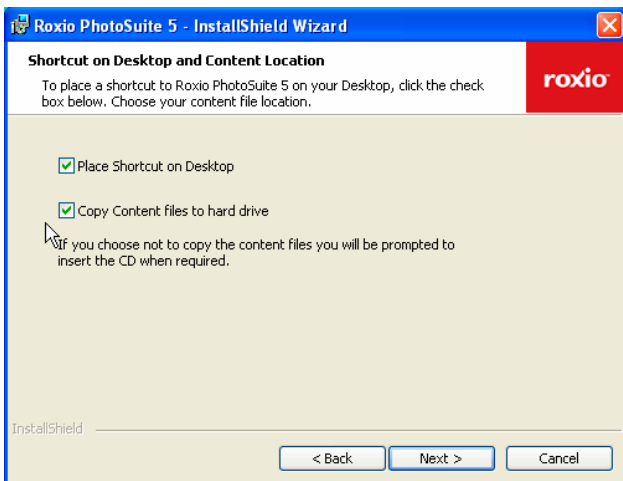 Roxio PhotoSuite 5 - InstallShield Wizard
Shortcut on Desktop and Content Location
To place a shortcut to Roxio PhotoSuite 5 on your Desktop, click the check
box below. Choose your content file location.
roxio
Place Shortcut on Desktop
Copy Content files to hard drive
If you choose not to copy the content files you will be prompted to
insert the CD when required.
InstallShield
< Back
Next >
Cancel